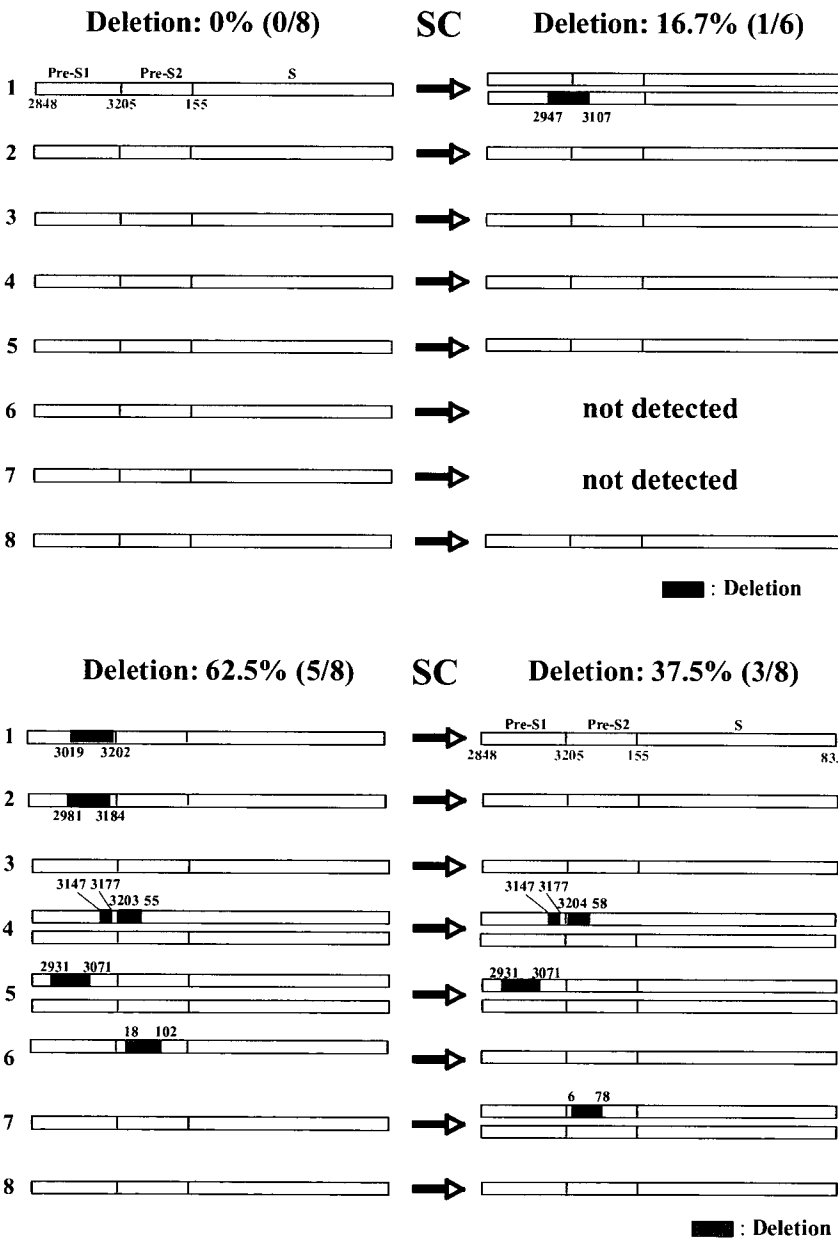 Deletion: 0% (0/8) SC Deletion: 16.7% (1/6)
Pre-S1 Pre-S2 S
1
2848 3205 155
2947 3107
2
3
4
5
6 not detected
7 not detected
8
: Deletion
Deletion: 62.5% (5/8) SC Deletion: 37.5% (3/8)
1 Pre-S1 Pre-S2 S
3019 3202 2848 3205 155 83.
2
2981 3184
3
3147 3177 3203 55 3147 3177 3204 58
4
2931 3071 2931 3071
5
18 102
6
6 78
7
8
: Deletion